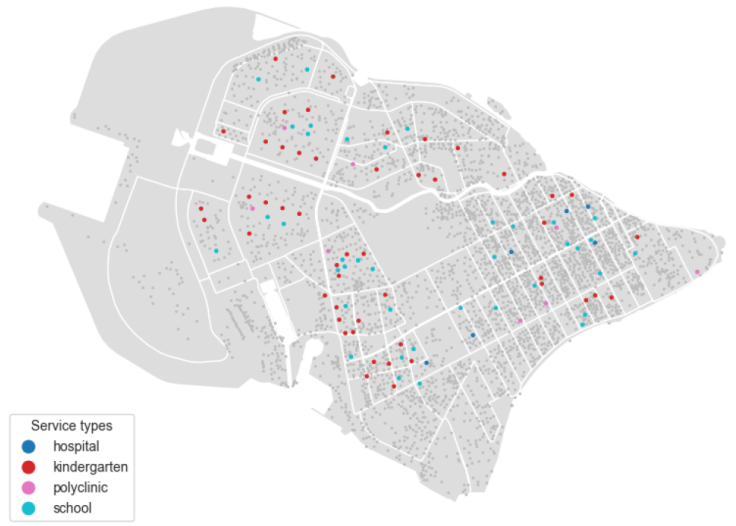 Service types
hospital
kindergarten
polyclinic
school